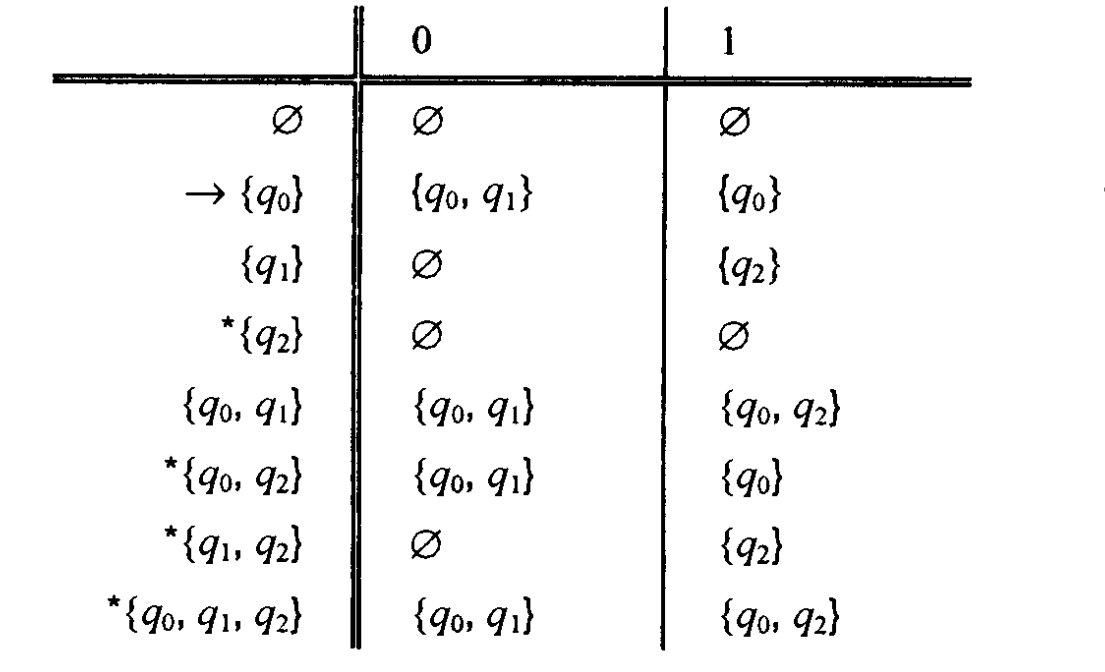 0 1
∅ ∅ ∅
→ {q₀} {q₀, q₁} {q₀}
{q₁} ∅ {q₂}
*{q₂} ∅ ∅
{q₀, q₁} {q₀, q₁} {q₀, q₂}
*{q₀, q₂} {q₀, q₁} {q₀}
*{q₁, q₂} ∅ {q₂}
*{q₀, q₁, q₂} {q₀, q₁} {q₀, q₂}